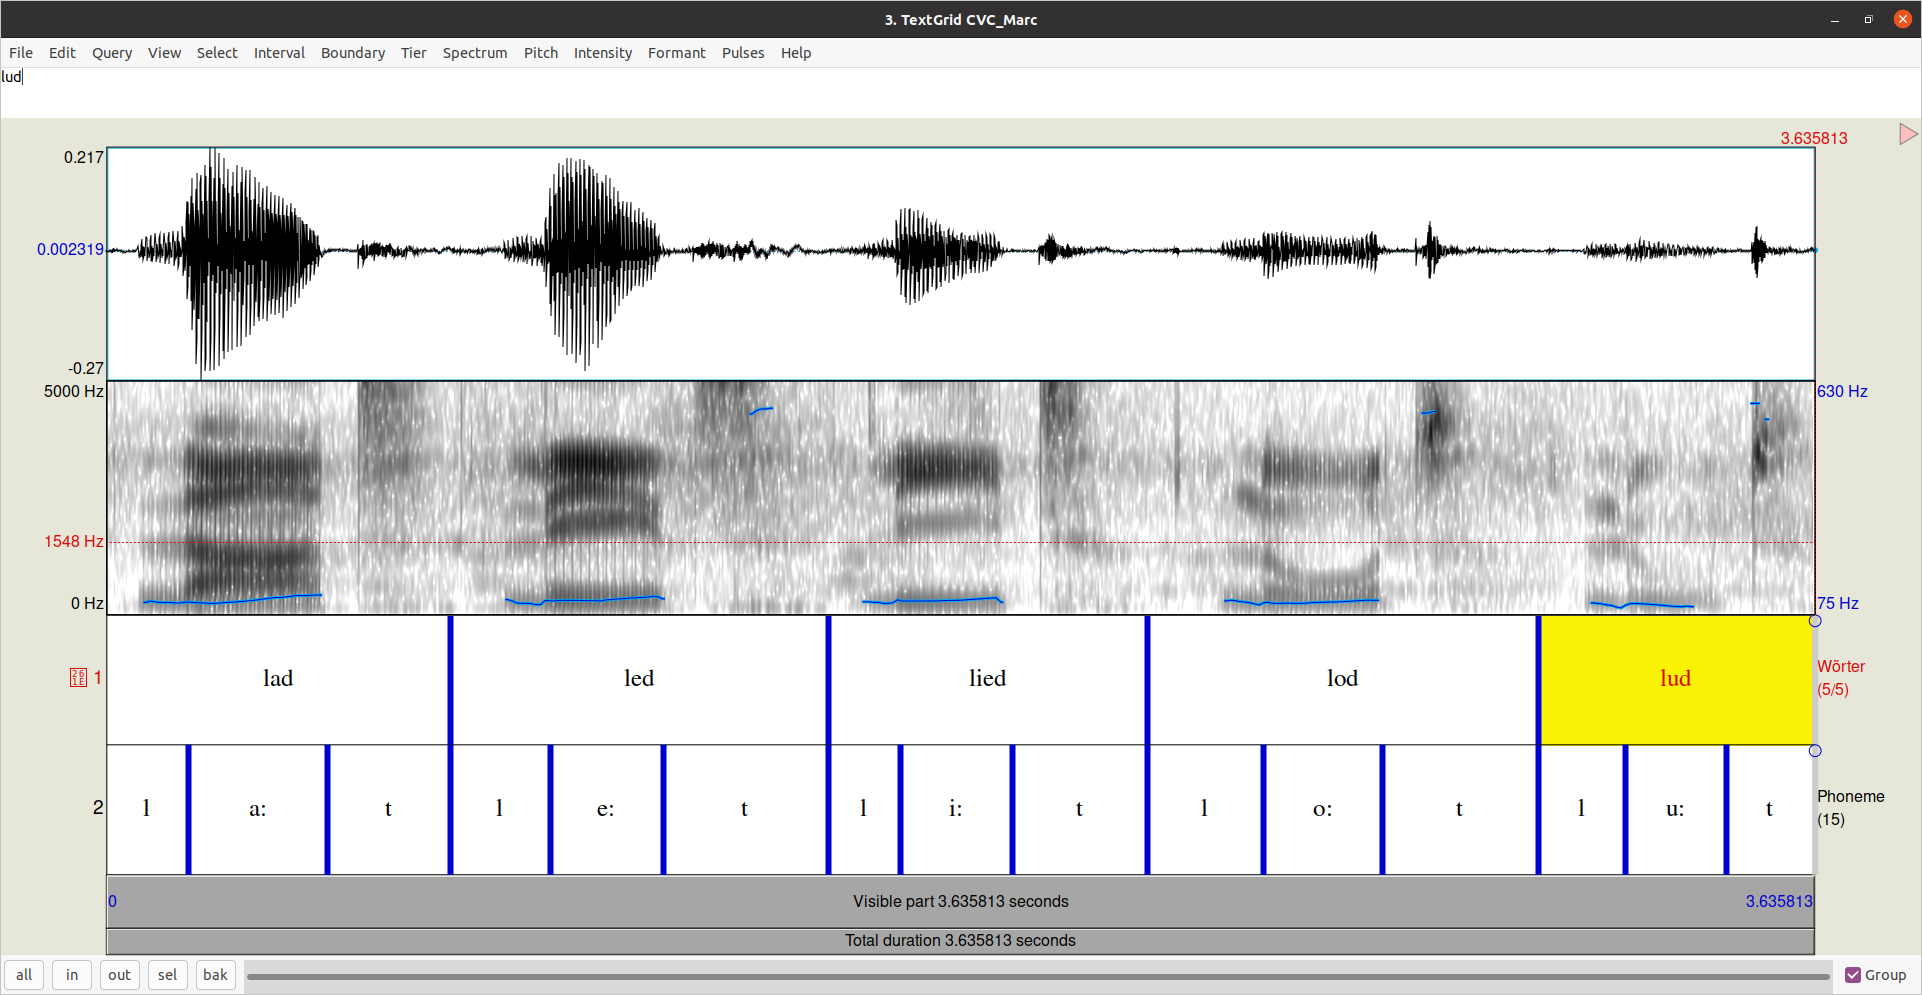 3. TextGrid CVC_Marc
File Edit Query View Select Interval Boundary Tier Spectrum Pitch Intensity Formant Pulses Help
lud
3.635813
0.217
0.002319
-0.27
5000 Hz 630 Hz
1548 Hz
0 Hz 75 Hz
1 lad led lied lod lud Wörter
(5/5)
2 l a: t l e: t l i: t l o: t l u: t Phoneme
(15)
0 Visible part 3.635813 seconds 3.635813
Total duration 3.635813 seconds
all in out sel bak Group